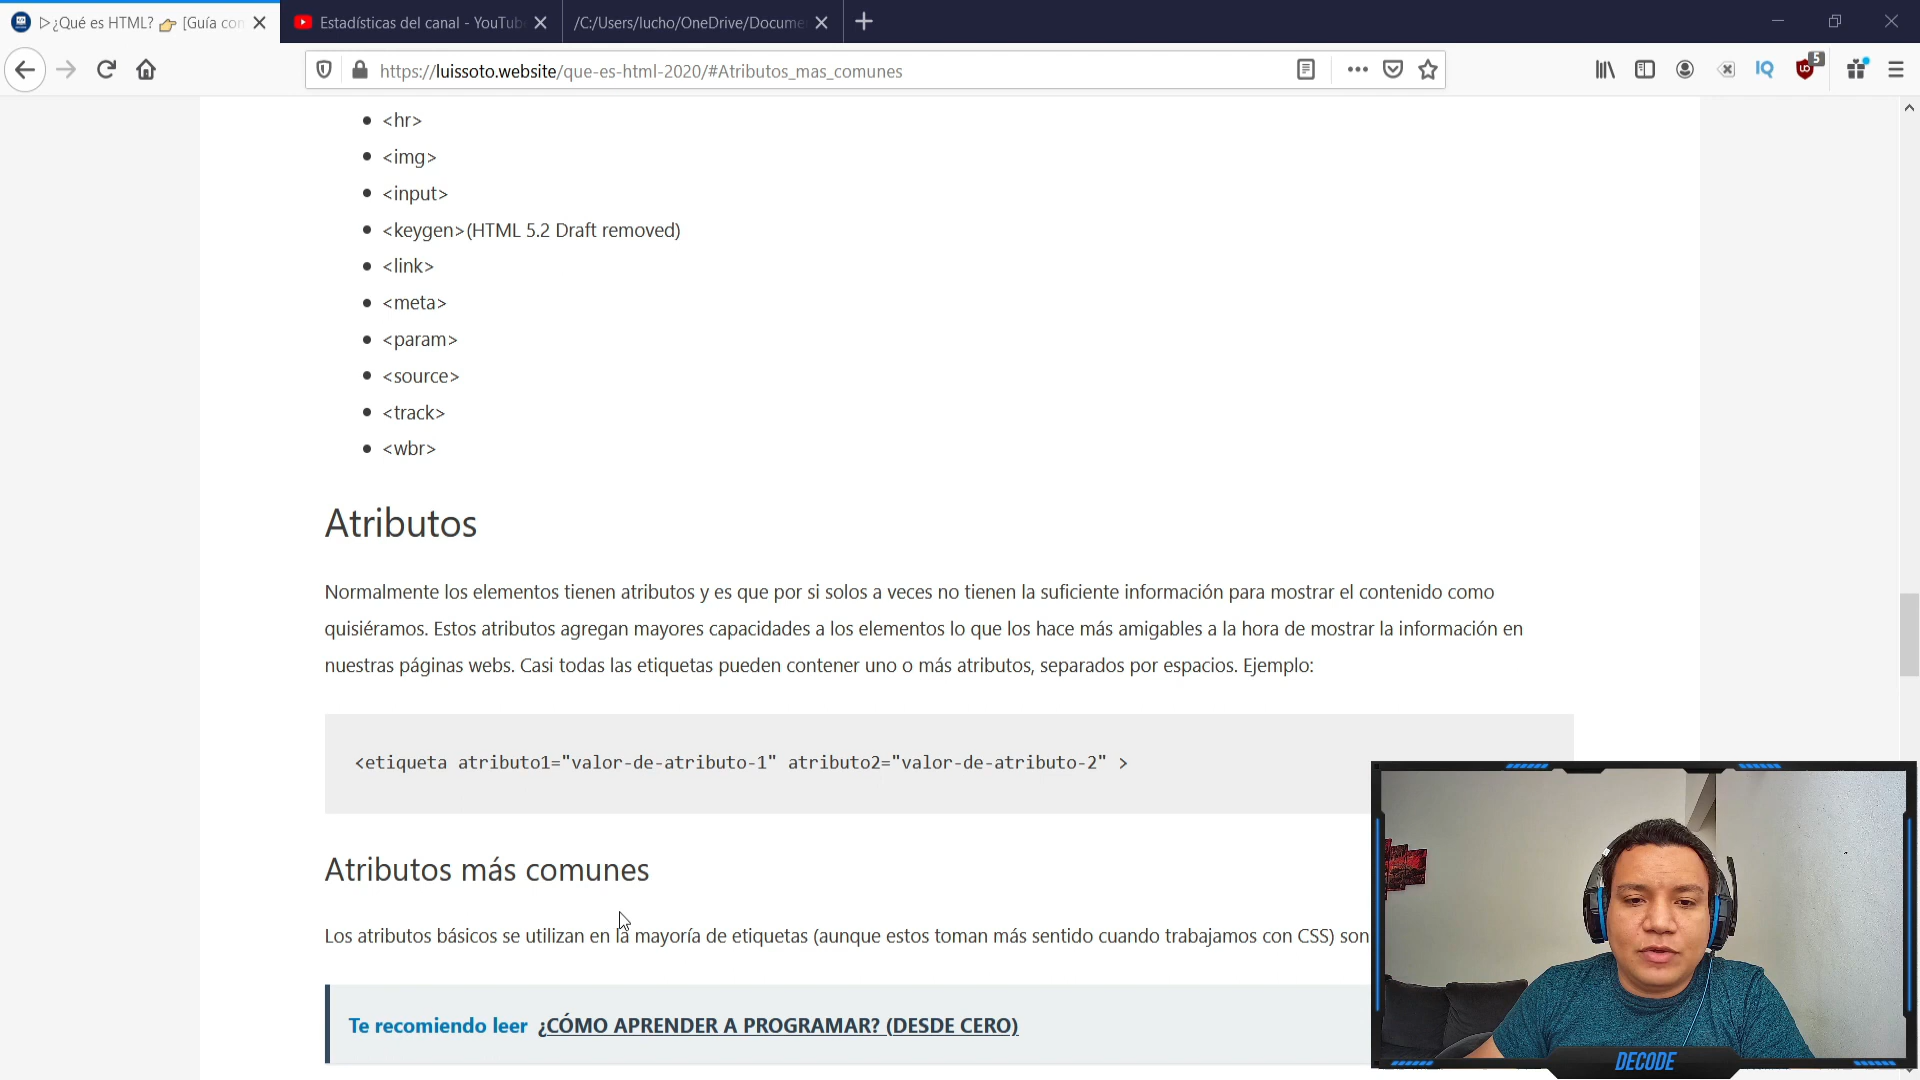 ▷¿Qué es HTML? 👉 [Guía con
Estadísticas del canal - YouTube
/C:/Users/lucho/OneDrive/Docume
https://luissoto.website/que-es-html-2020/#Atributos_mas_comunes
IQ
5
<hr>
<img>
<input>
<keygen>(HTML 5.2 Draft removed)
<link>
<meta>
<param>
<source>
<track>
<wbr>
Atributos
Normalmente los elementos tienen atributos y es que por si solos a veces no tienen la suficiente información para mostrar el contenido como
quisiéramos. Estos atributos agregan mayores capacidades a los elementos lo que los hace más amigables a la hora de mostrar la información en
nuestras páginas webs. Casi todas las etiquetas pueden contener uno o más atributos, separados por espacios. Ejemplo:
<etiqueta atributo1="valor-de-atributo-1" atributo2="valor-de-atributo-2" >
Atributos más comunes
Los atributos básicos se utilizan en la mayoría de etiquetas (aunque estos toman más sentido cuando trabajamos con CSS) son
Te recomiendo leer ¿CÓMO APRENDER A PROGRAMAR? (DESDE CERO)
DECODE